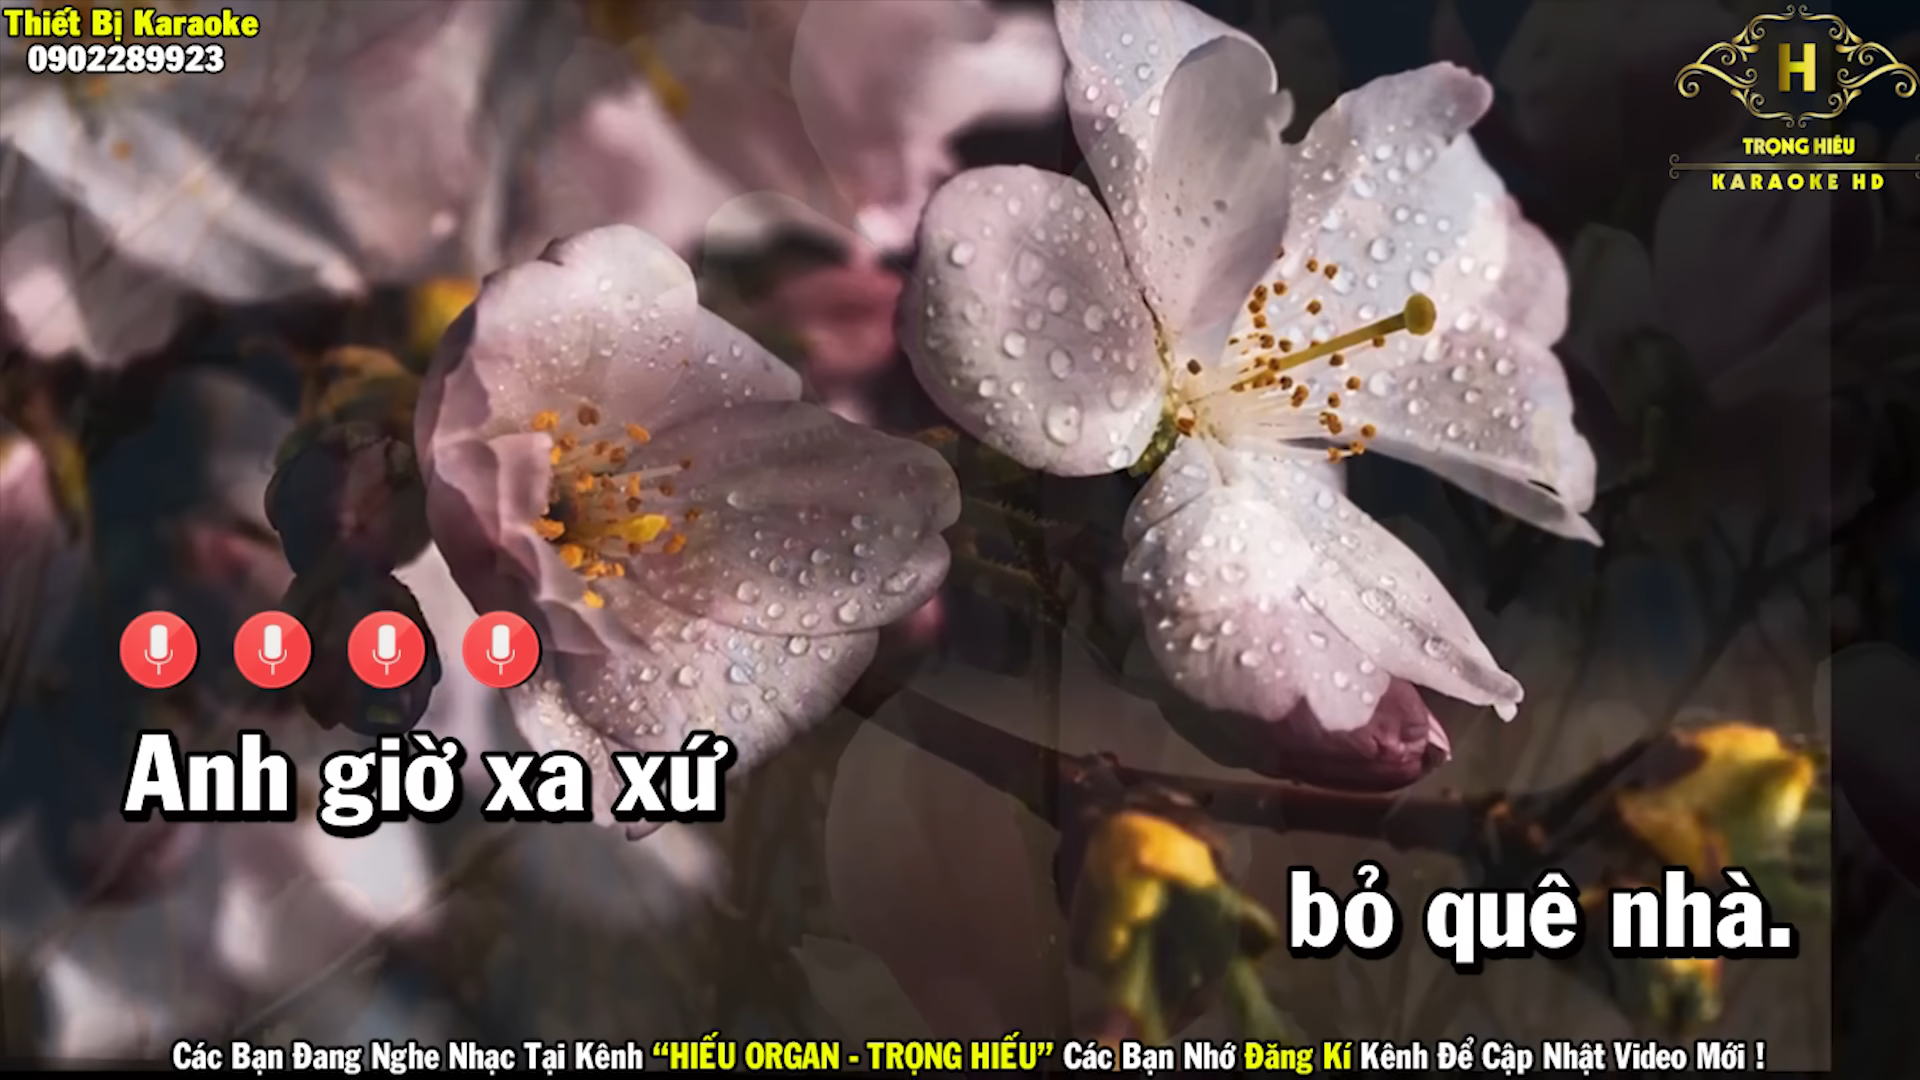 Thiết Bị Karaoke
0902289923
H
TRỌNG HIẾU
KARAOKE HD
Anh giờ xa xứ
bỏ quê nhà.
Các Bạn Đang Nghe Nhạc Tại Kênh “HIẾU ORGAN - TRỌNG HIẾU” Các Bạn Nhớ Đăng Kí Kênh Để Cập Nhật Video Mới !